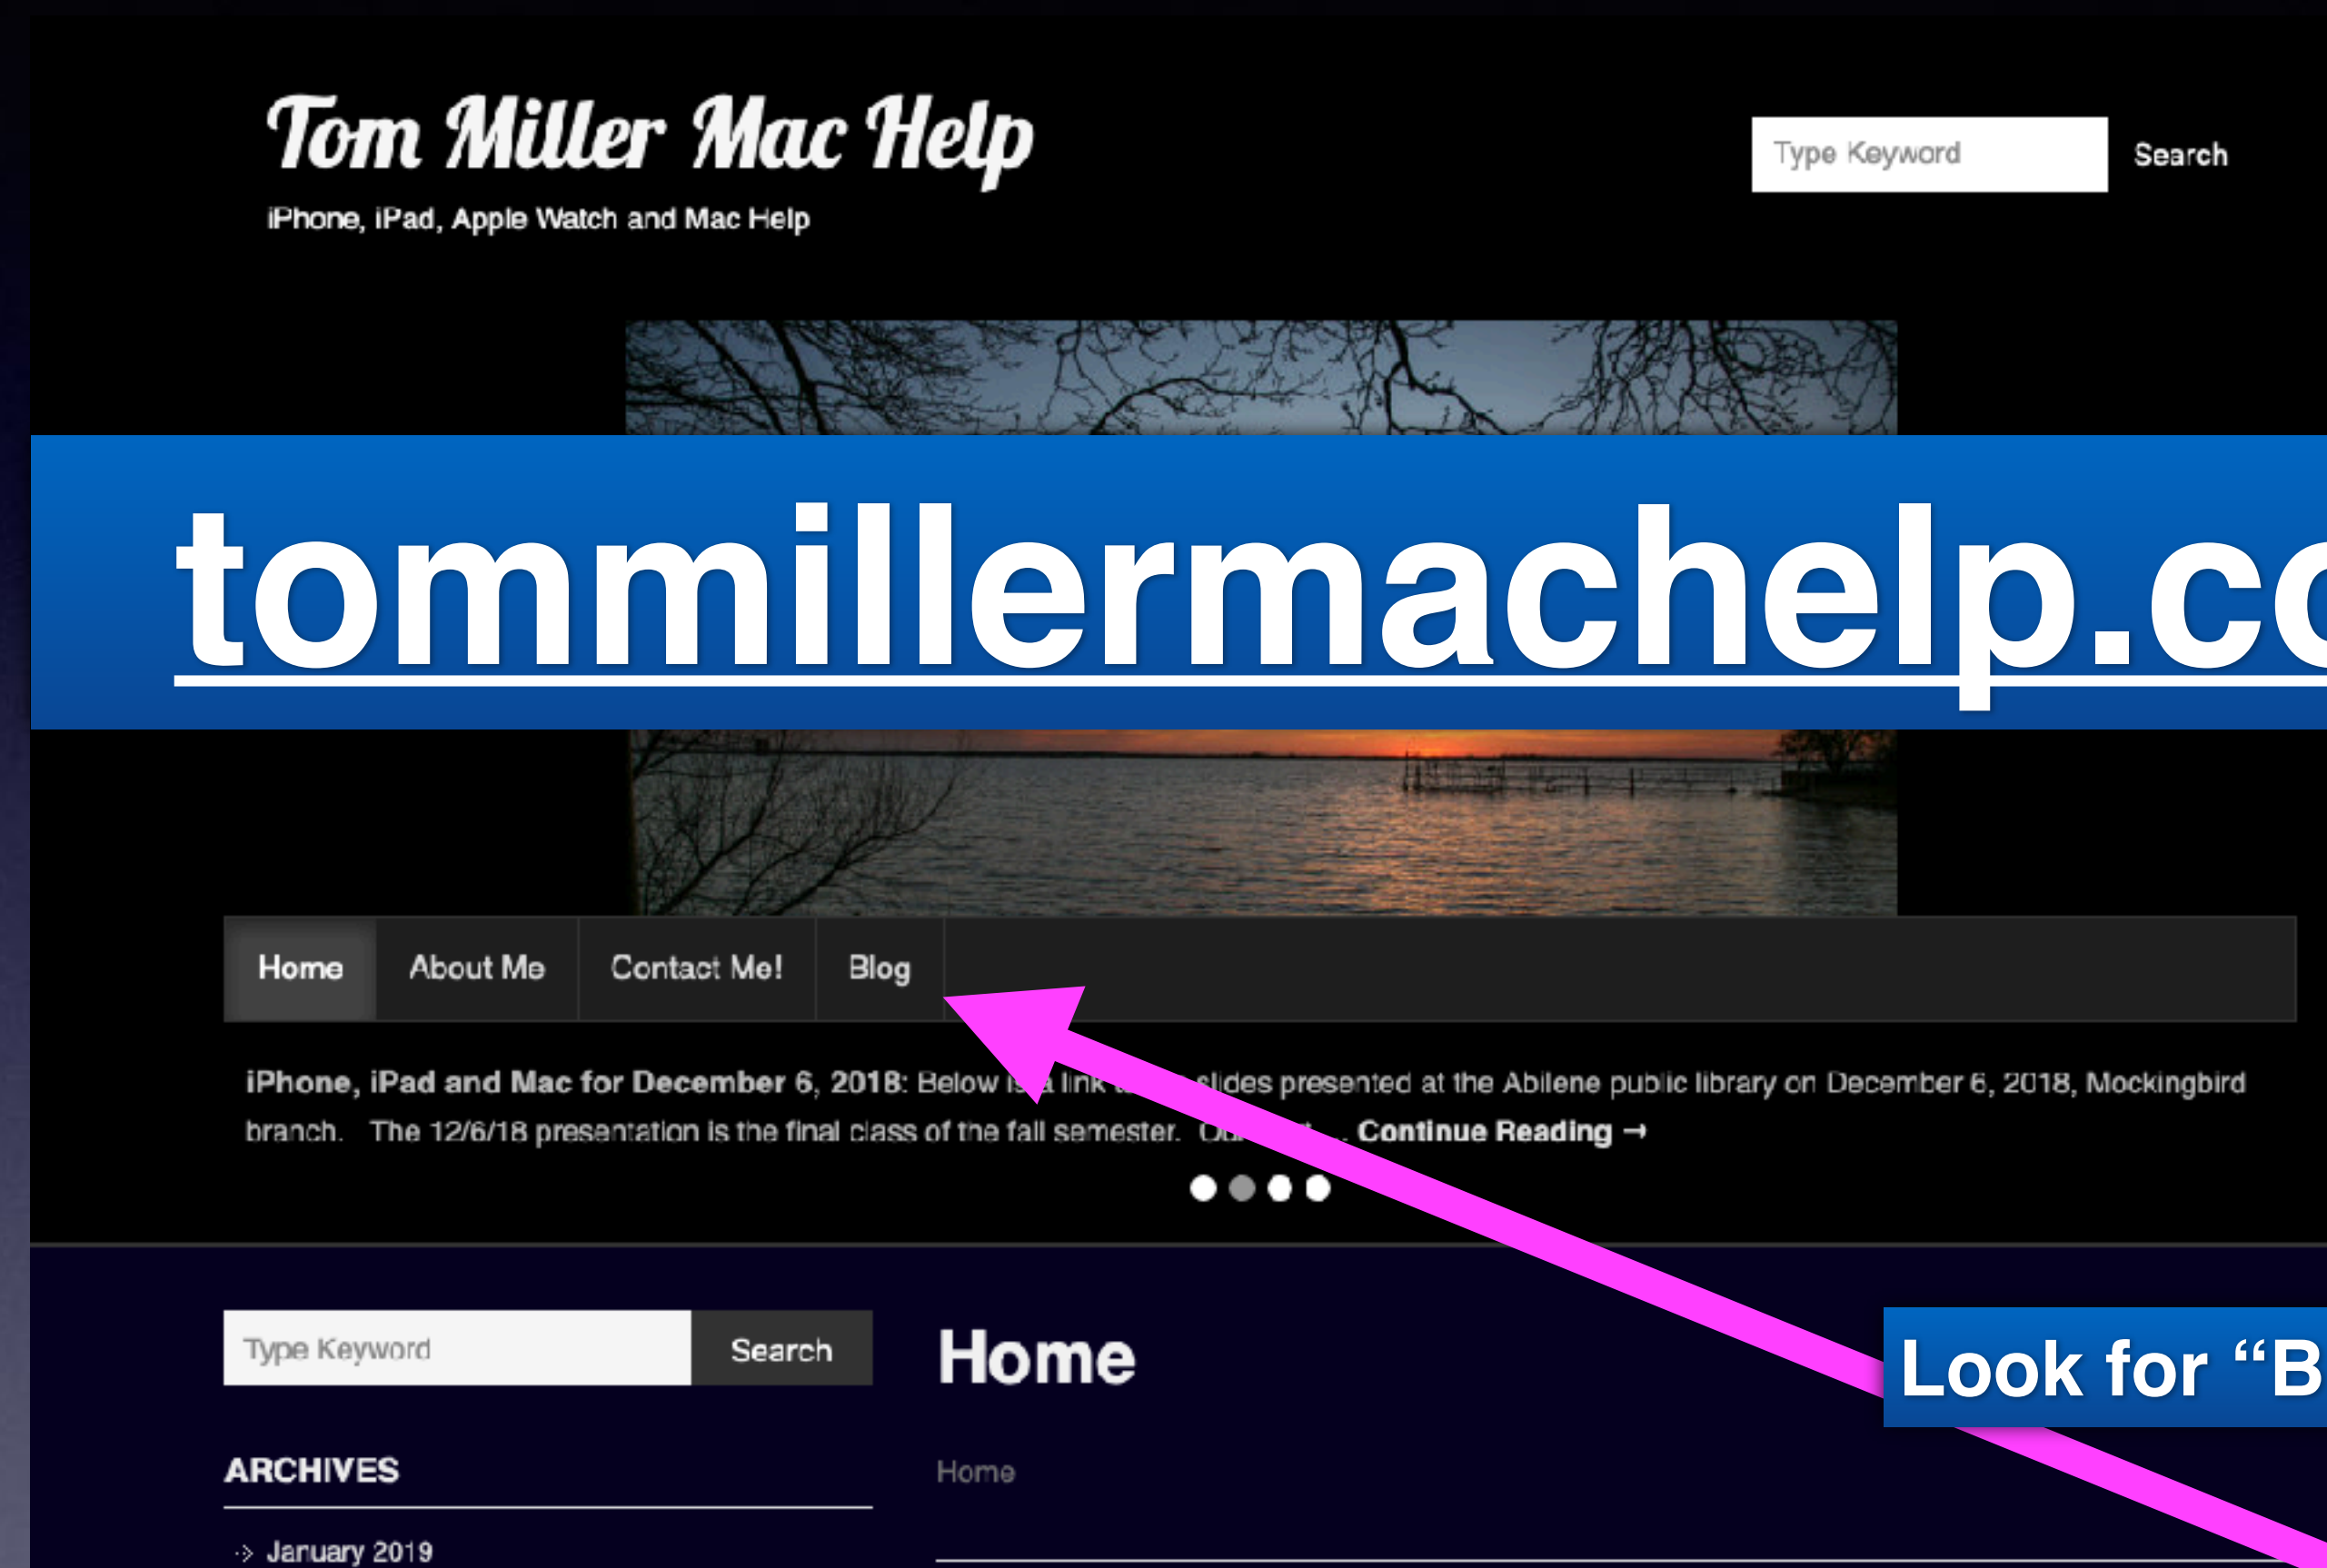 Tom Miller Mac Help
Type Keyword
Search
iPhone, iPad, Apple Watch and Mac Help
tommillermachelp.co
Home
About Me
Contact Me!
Blog
iPhone, iPad and Mac for December 6, 2018: Below is a link slides presented at the Abilene public library on December 6, 2018, Mockingbird
branch. The 12/6/18 presentation is the final class of the fall semester. ... Continue Reading →
Type Keyword
Search
Home
Look for “B
ARCHIVES
Home
January 2019